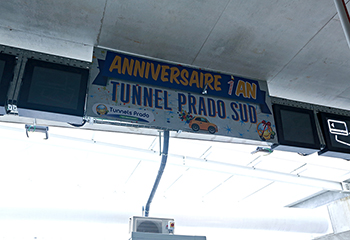 ANNIVERSAIRE 1 AN
TUNNEL PRADO SUD
Tunnels Prado